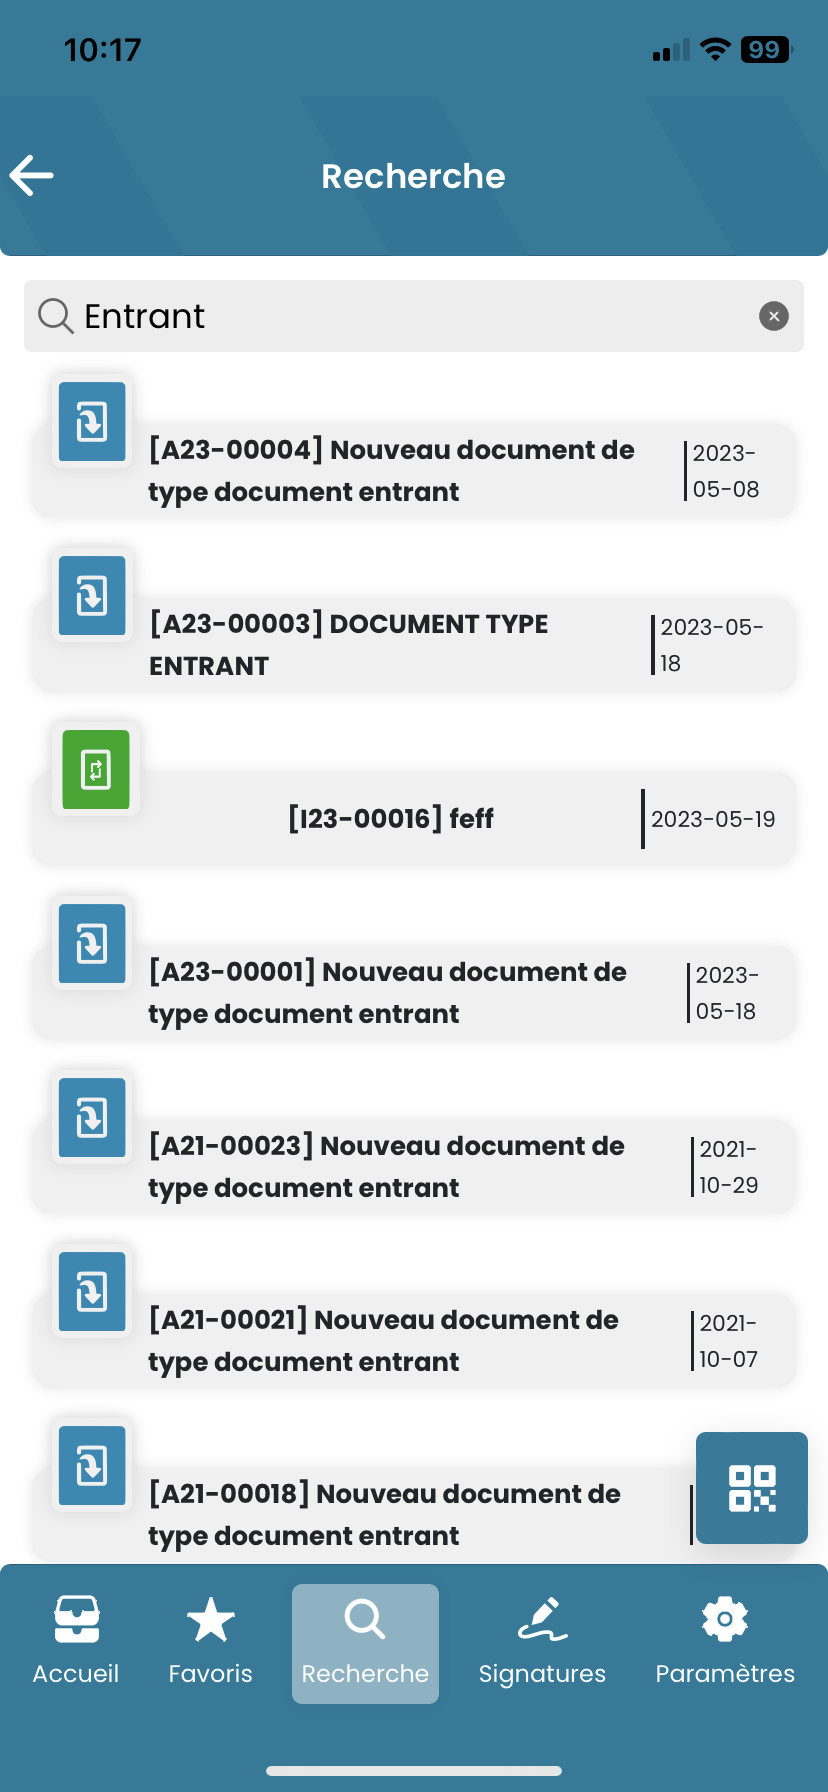 10:17
99
Recherche
Entrant
[A23-00004] Nouveau document de
type document entrant
2023-
05-08
[A23-00003] DOCUMENT TYPE
ENTRANT
2023-05-
18
[I23-00016] feff
2023-05-19
[A23-00001] Nouveau document de
type document entrant
2023-
05-18
[A21-00023] Nouveau document de
type document entrant
2021-
10-29
[A21-00021] Nouveau document de
type document entrant
2021-
10-07
[A21-00018] Nouveau document de
type document entrant
Accueil
Favoris
Recherche
Signatures
Paramètres